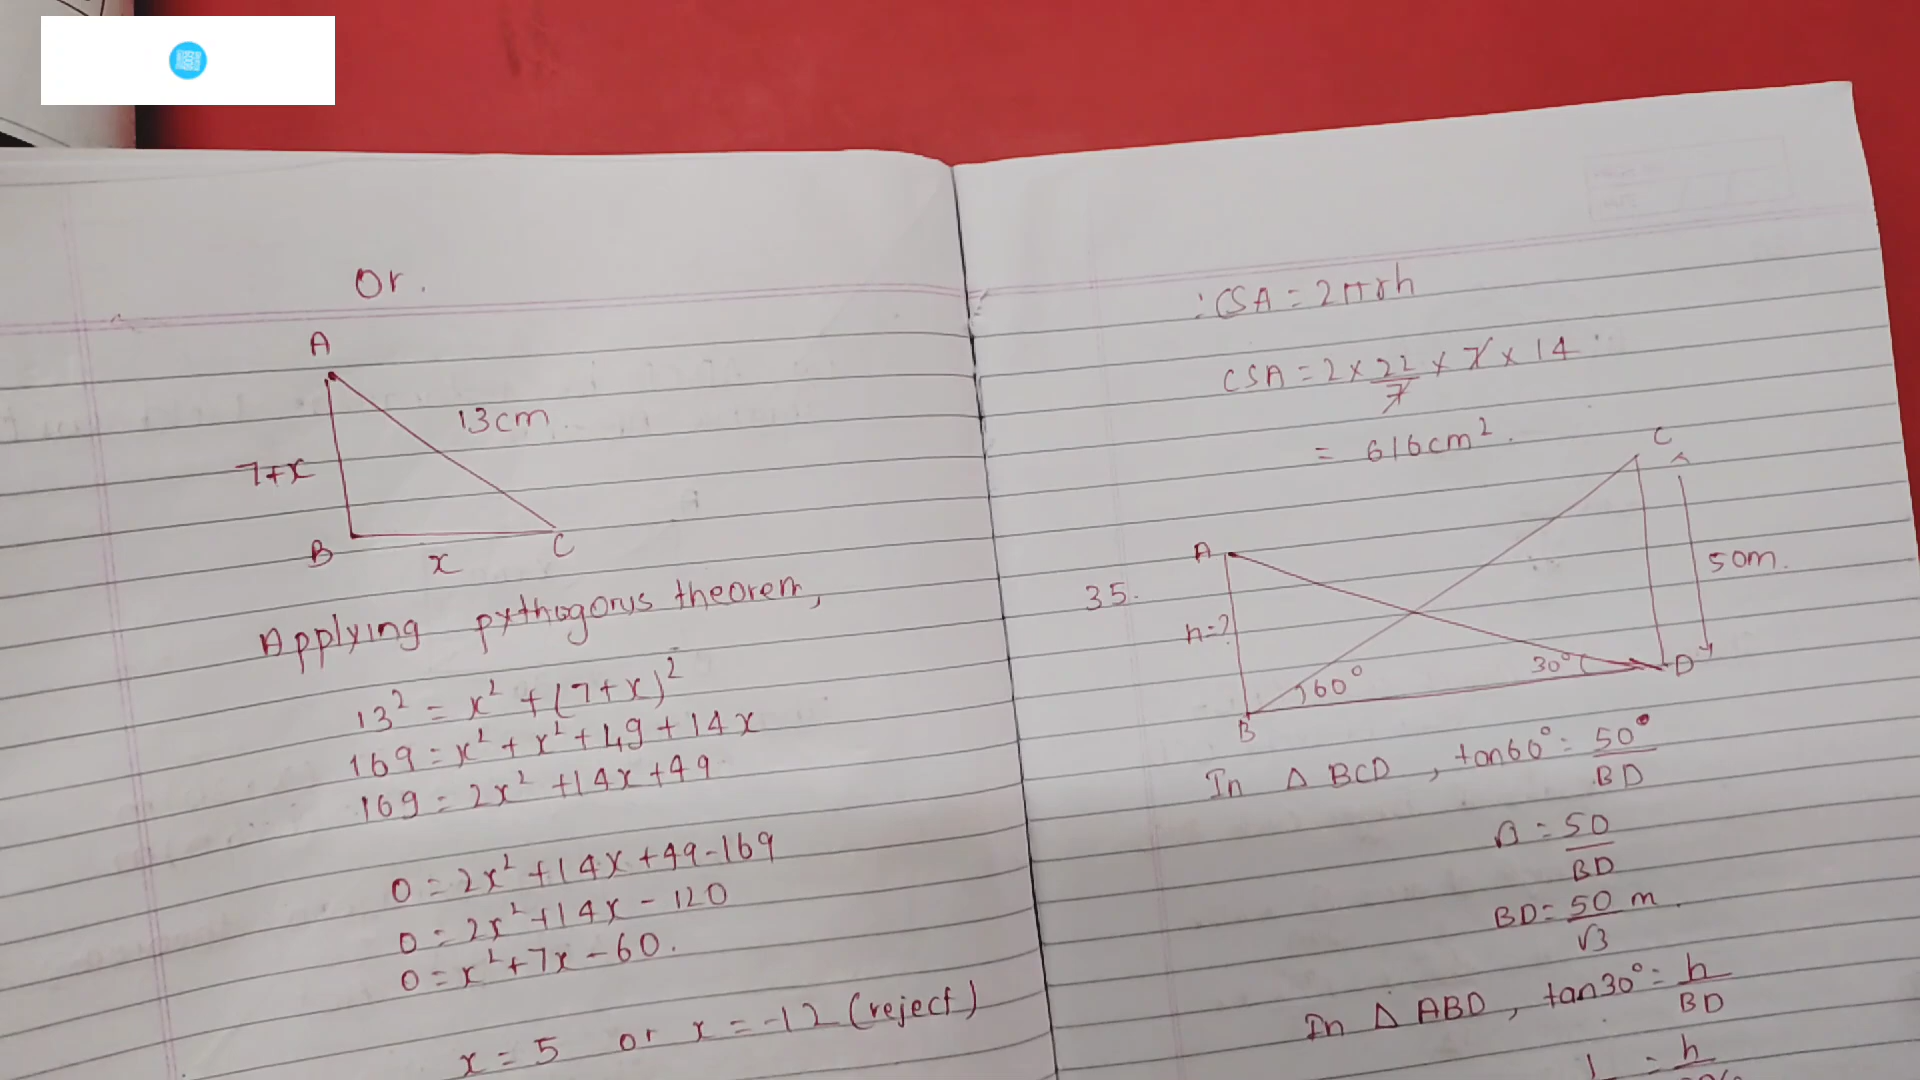 Or.
A
13cm
7+x
B
x
C
Applying pythogorus theorem,
13² = x² + (7+x)²
169 = x² + x² + 49 + 14x
169 = 2x² + 14x + 49
0 = 2x² + 14x + 49 - 169
0 = 2x² + 14x - 120
0 = x² + 7x - 60.
x = 5 or x = -12 (reject)
∴ CSA = 2πrh
CSA = 2 × 22/7 × 7 × 14
= 616cm².
C
A
50m.
35.
h=?
30°
D
60°
B
In △ BCD, tan60° = 50/BD
√3 = 50/BD
BD = 50/√3 m.
In △ ABD, tan30° = h/BD